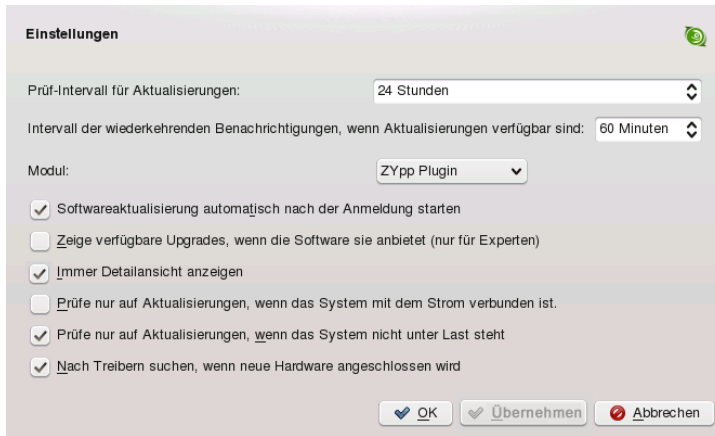 Einstellungen
Prüf-Intervall für Aktualisierungen: 24 Stunden
Intervall der wiederkehrenden Benachrichtigungen, wenn Aktualisierungen verfügbar sind: 60 Minuten
Modul: ZYpp Plugin
Softwareaktualisierung automatisch nach der Anmeldung starten
Zeige verfügbare Upgrades, wenn die Software sie anbietet (nur für Experten)
Immer Detailansicht anzeigen
Prüfe nur auf Aktualisierungen, wenn das System mit dem Strom verbunden ist.
Prüfe nur auf Aktualisierungen, wenn das System nicht unter Last steht
Nach Treibern suchen, wenn neue Hardware angeschlossen wird
OK Übernehmen Abbrechen